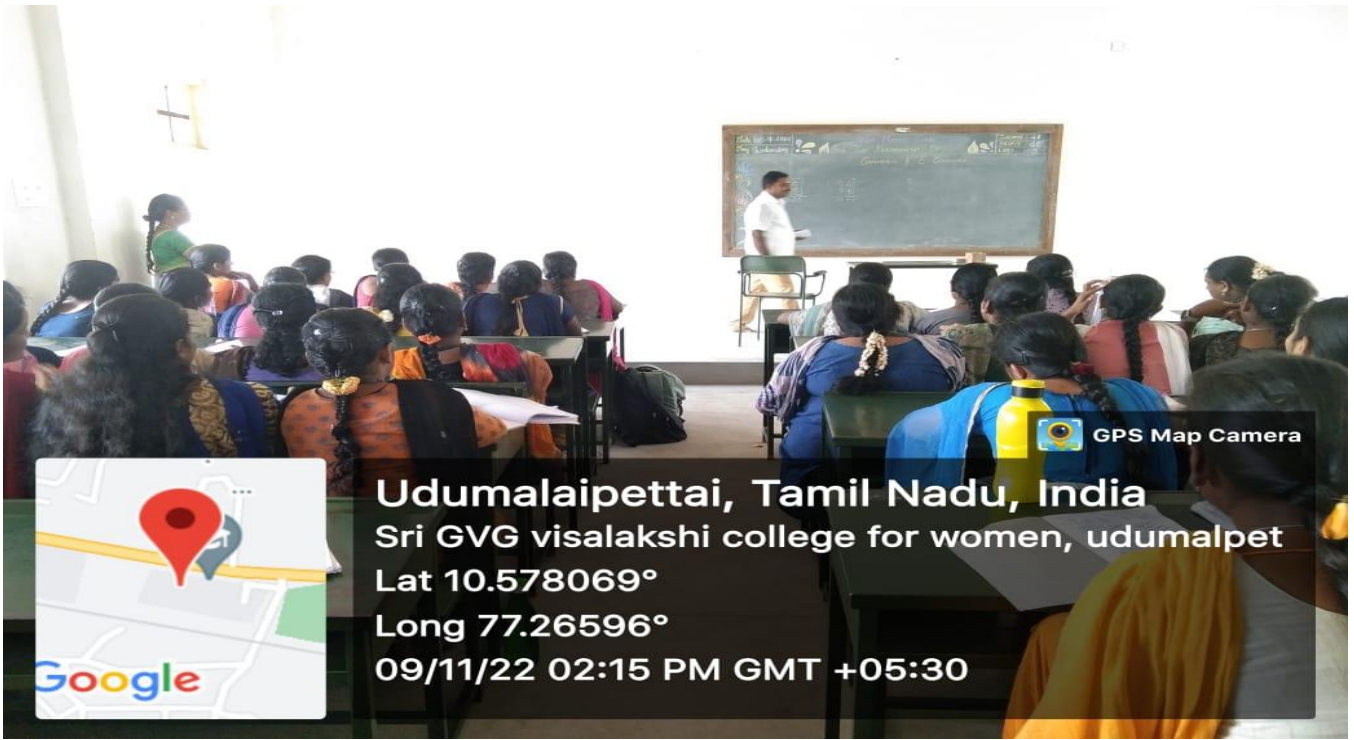 GPS Map Camera
Udumalaipettai, Tamil Nadu, India
Sri GVG visalakshi college for women, udumalpet
Lat 10.578069°
Long 77.26596°
09/11/22 02:15 PM GMT +05:30
Google